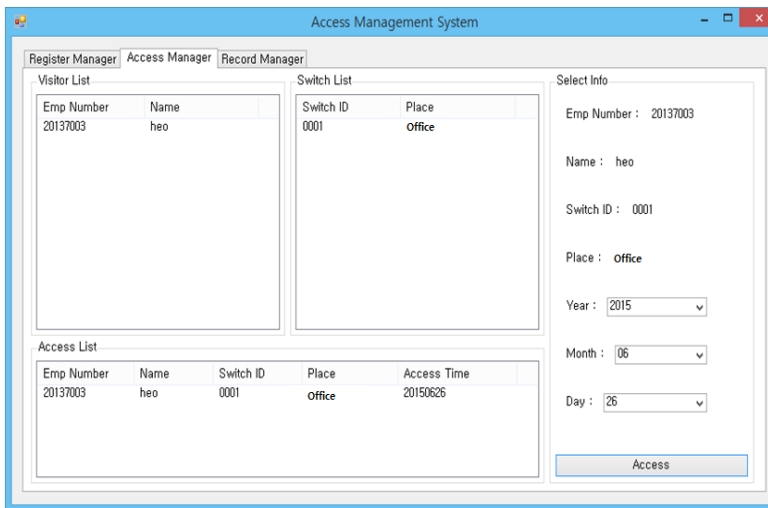 Access Management System
Register Manager Access Manager Record Manager
Visitor List
Emp Number Name
20137003 heo
Switch List
Switch ID Place
0001 Office
Access List
Emp Number Name Switch ID Place Access Time
20137003 heo 0001 Office 20150626
Select Info
Emp Number : 20137003
Name : heo
Switch ID : 0001
Place : Office
Year : 2015
Month : 06
Day : 26
Access